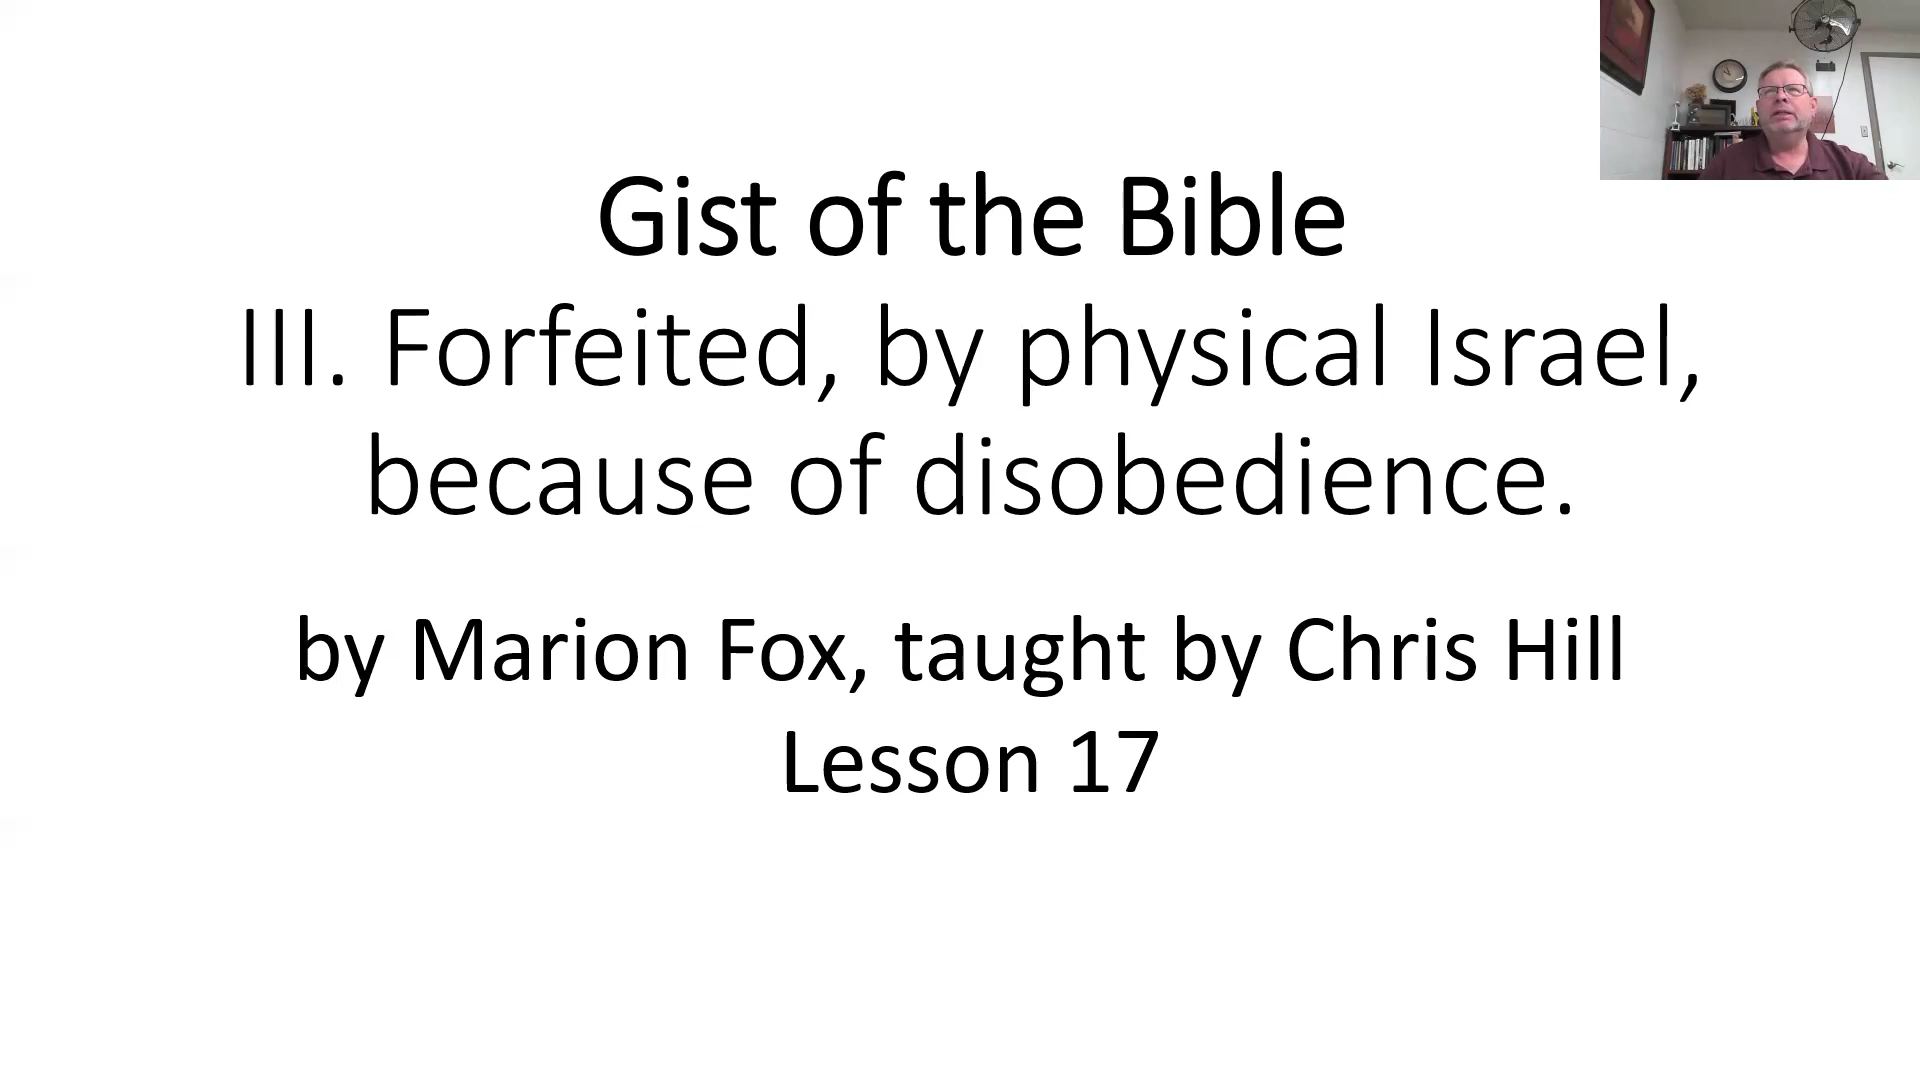 Gist of the Bible
III. Forfeited, by physical Israel,
because of disobedience.
by Marion Fox, taught by Chris Hill
Lesson 17